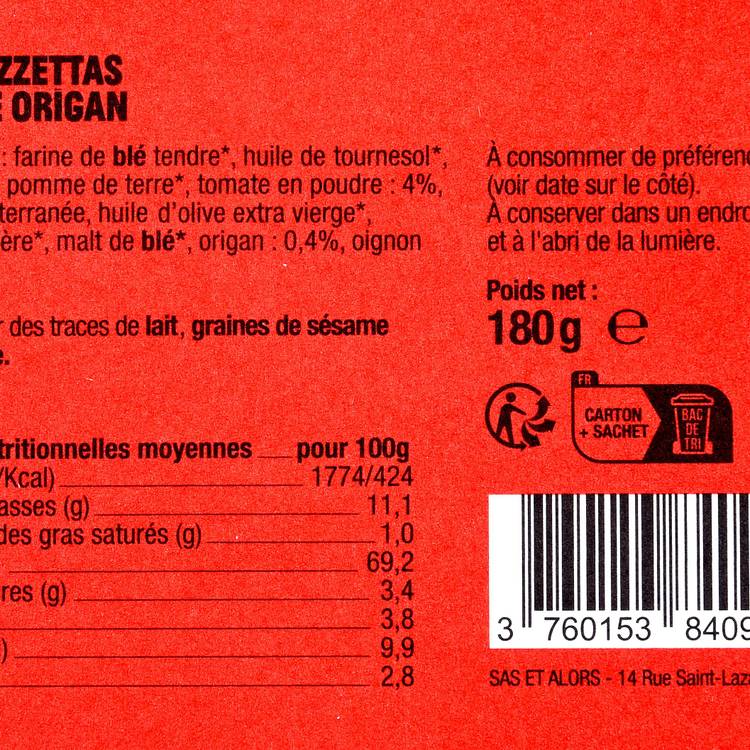 ZZETTAS
E ORIGAN
: farine de blé tendre*, huile de tournesol*,
pomme de terre*, tomate en poudre : 4%,
terranée, huile d'olive extra vierge*,
ère*, malt de blé*, origan : 0,4%, oignon
r des traces de lait, graines de sésame
e.
tritionnelles moyennes pour 100g
/Kcal) 1774/424
asses (g) 11,1
des gras saturés (g) 1,0
69,2
res (g) 3,4
3,8
) 9,9
2,8
À consommer de préféren
(voir date sur le côté).
À conserver dans un endro
et à l'abri de la lumière.
Poids net :
180g e
FR
CARTON
+ SACHET
BAC
DE
TRI
3 760153 8409
SAS ET ALORS - 14 Rue Saint-Laza